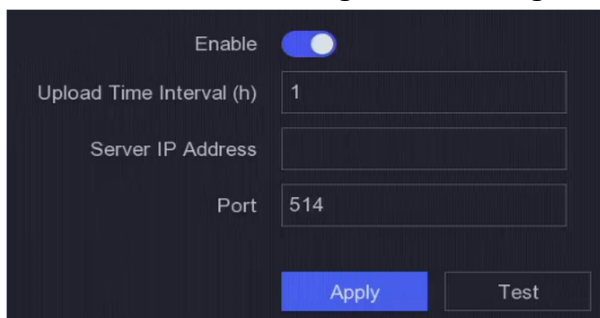 Enable
Upload Time Interval (h) 1
Server IP Address
Port 514
Apply Test